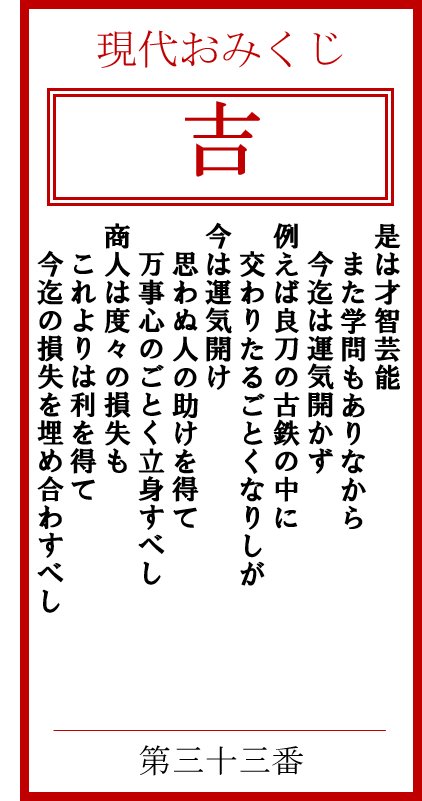 現代おみくじ
吉
是は才智芸能
また学問もありなから
今迄は運気開かず
例えば良刀の古鉄の中に
交わりたるごとくなりしが
今は運気開け
思わぬ人の助けを得て
万事心のごとく立身すべし
商人は度々の損失も
これよりは利を得て
今迄の損失を埋め合わすべし
第三十三番